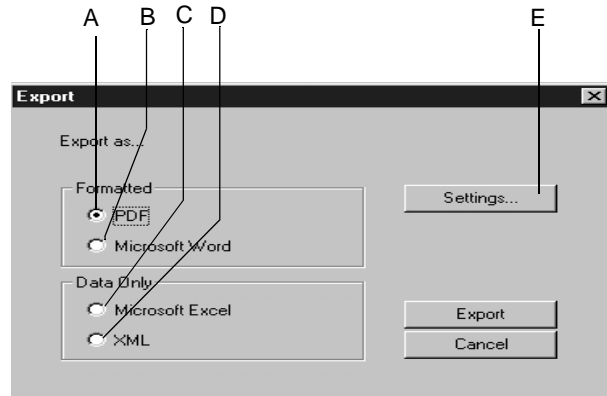 A B C D E
Export
Export as...
Formatted
PDF
Microsoft Word
Settings...
Data Only
Microsoft Excel
XML
Export
Cancel